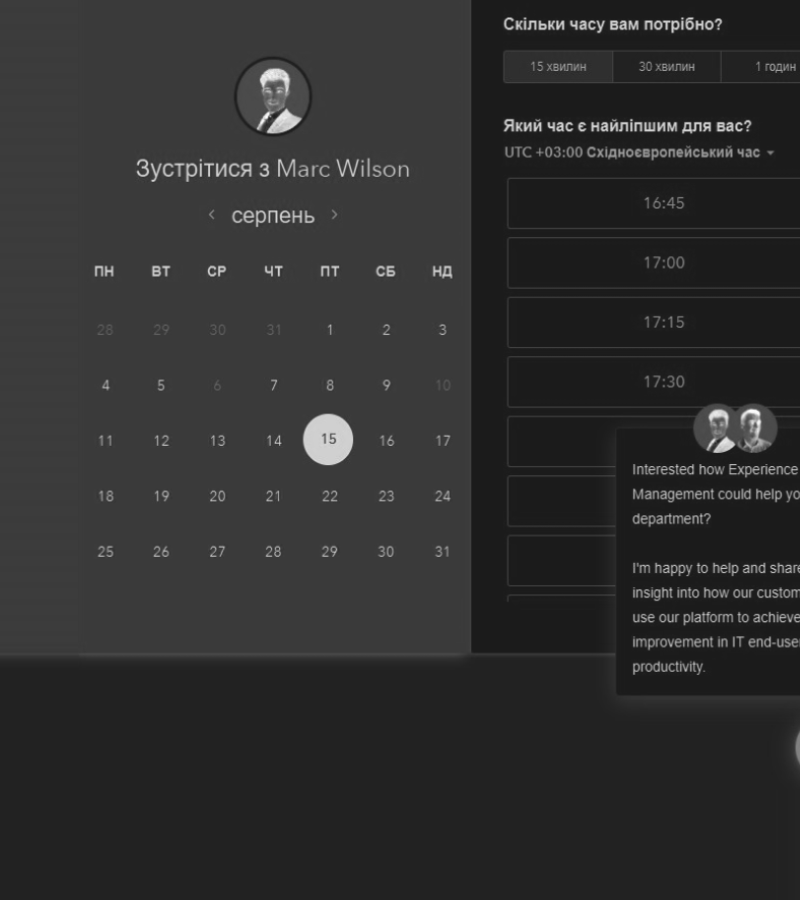 Зустрітися з Marc Wilson
‹ серпень ›
ПН ВТ СР ЧТ ПТ СБ НД
28 29 30 31 1 2 3
4 5 6 7 8 9 10
11 12 13 14 15 16 17
18 19 20 21 22 23 24
25 26 27 28 29 30 31
Скільки часу вам потрібно?
15 хвилин 30 хвилин 1 годин
Який час є найліпшим для вас?
UTC +03:00 Східноєвропейський час
16:45
17:00
17:15
17:30
Interested how Experience
Management could help yo
department?
I'm happy to help and share
insight into how our custom
use our platform to achieve
improvement in IT end-use
productivity.